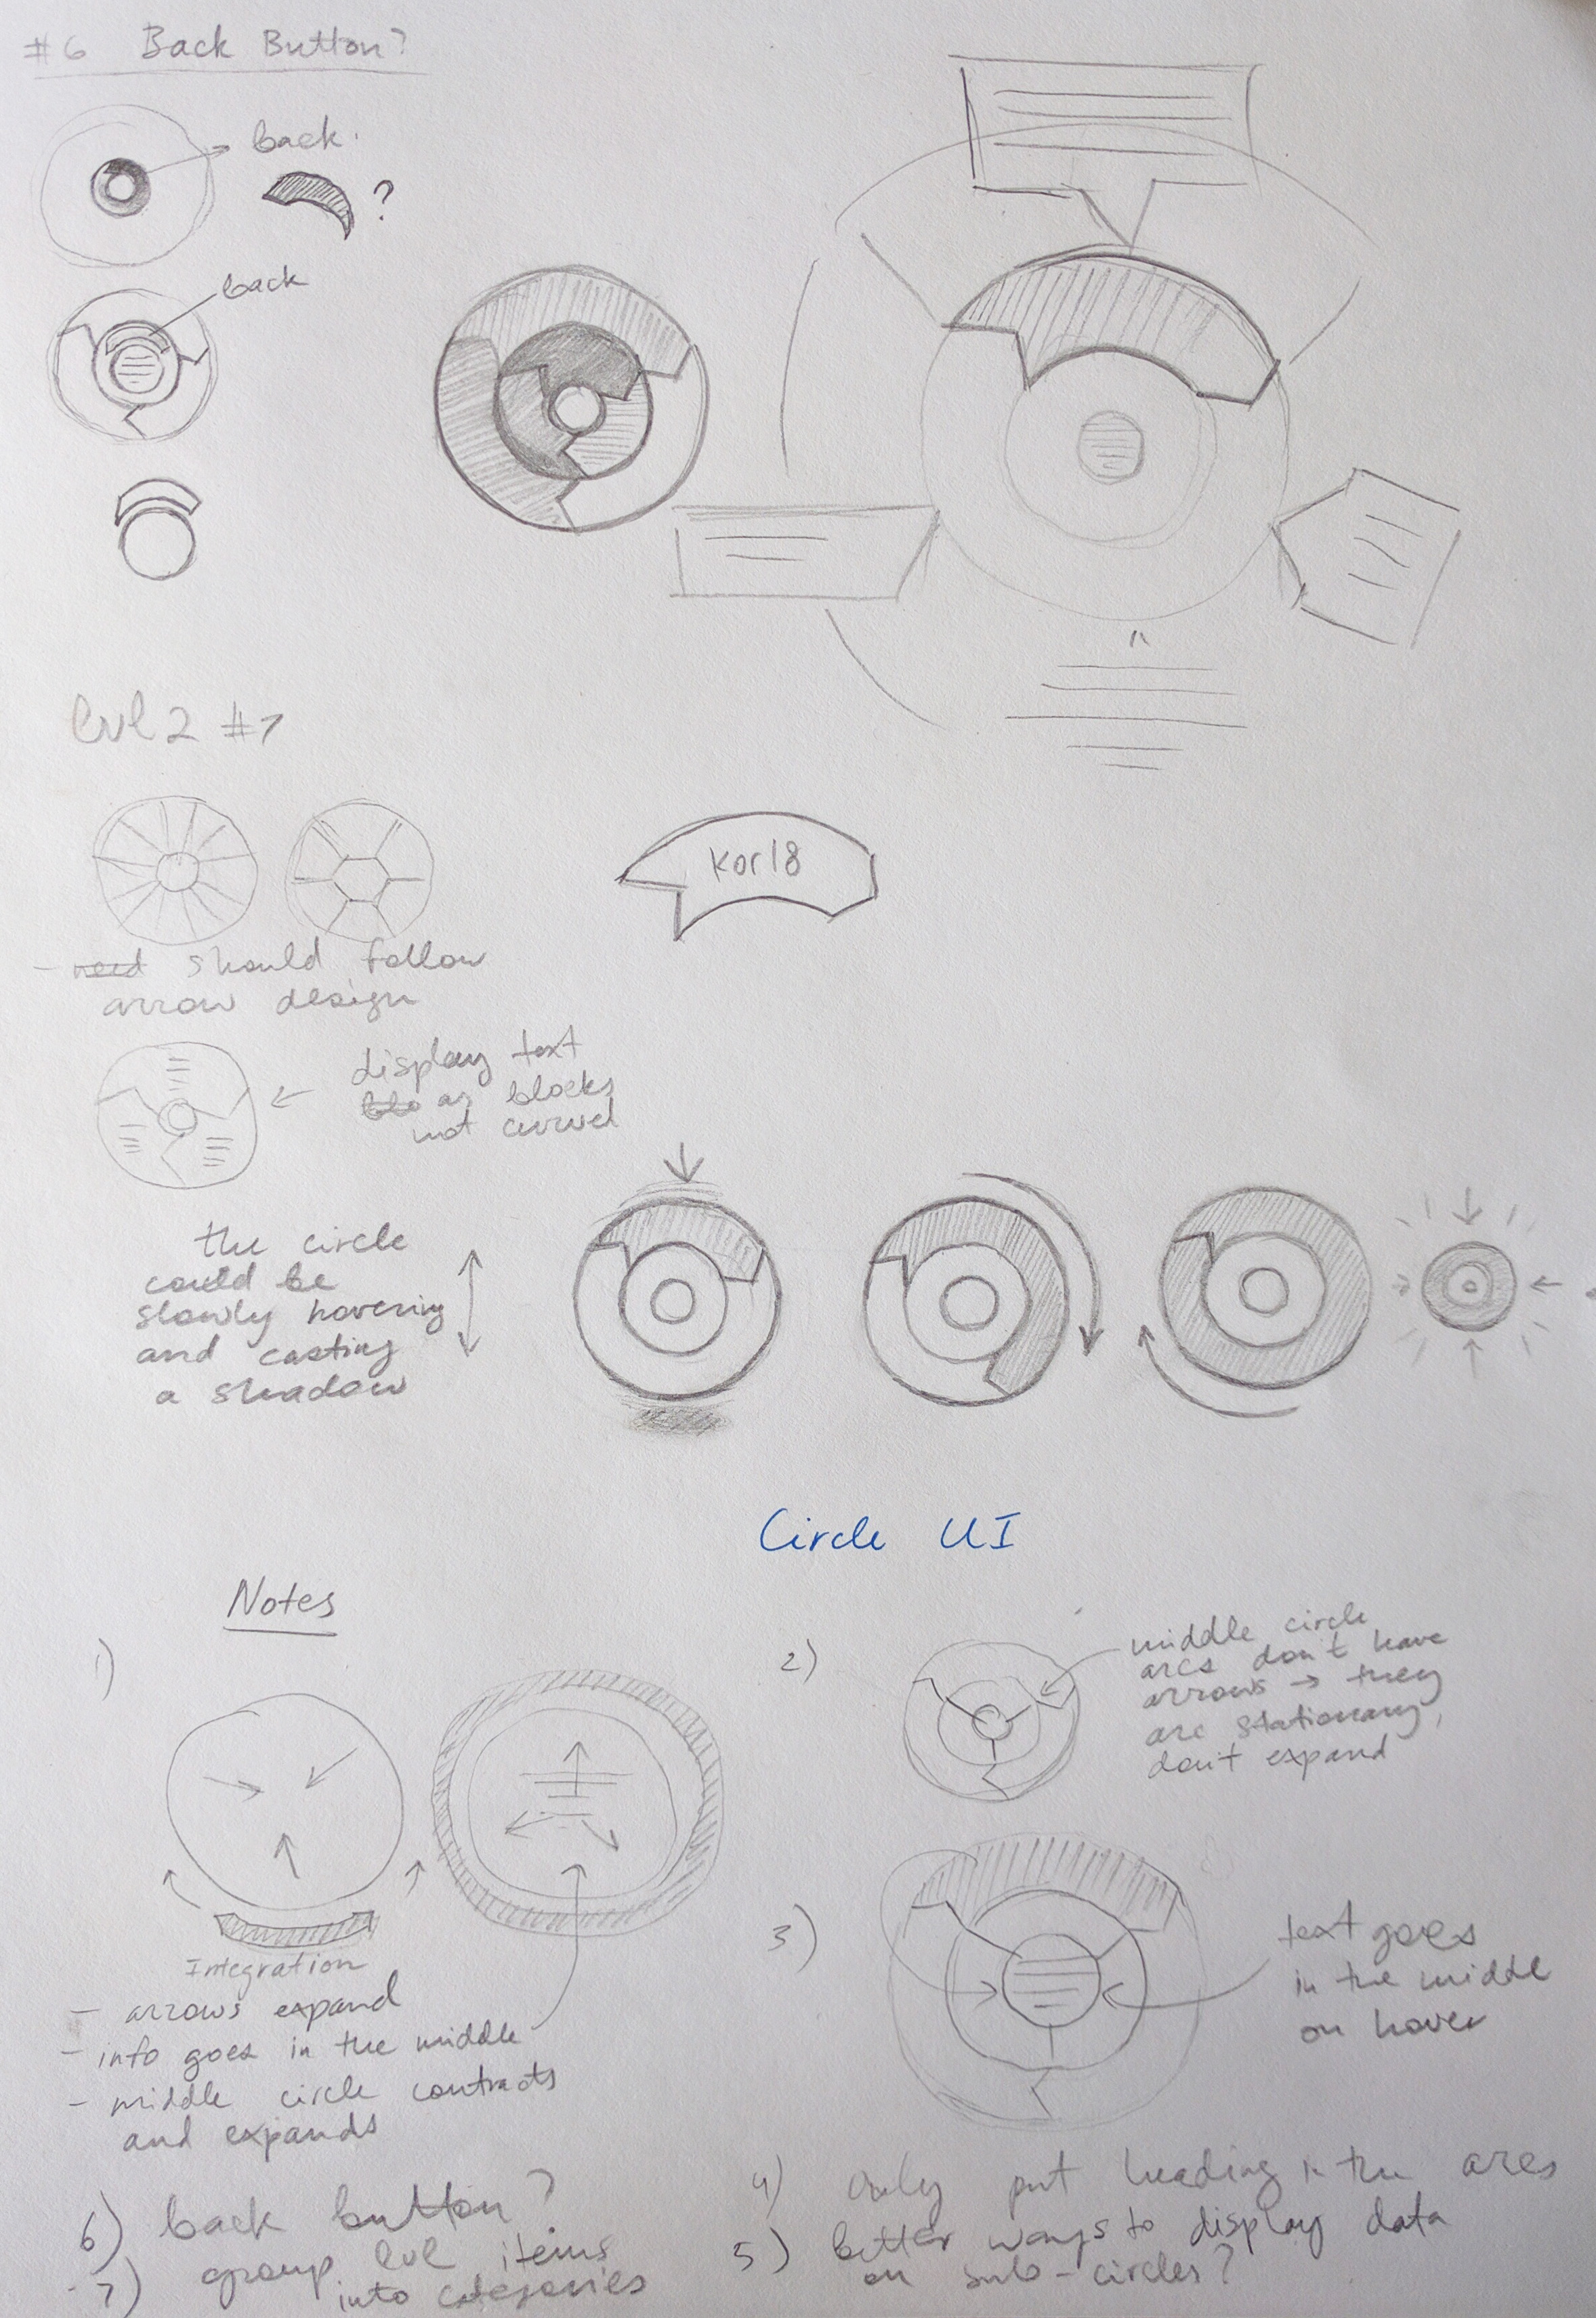 #6 Back Button?
back
?
back
lvl 2 #7
Kor18
- need should follow
arrow design
display text
as blocks
not curved
the circle
could be
slowly hovering
and casting
a shadow
Circle UI
Notes
1)
Integration
- arrows expand
- info goes in the middle
- middle circle contracts
and expands
2)
middle circle
arcs don't have
arrows → they
are stationary,
don't expand
3)
text goes
in the middle
on hover
4) Only put heading in the arcs
5) better ways to display data
on sub-circles?
6) back button?
7) group lvl items
into categories